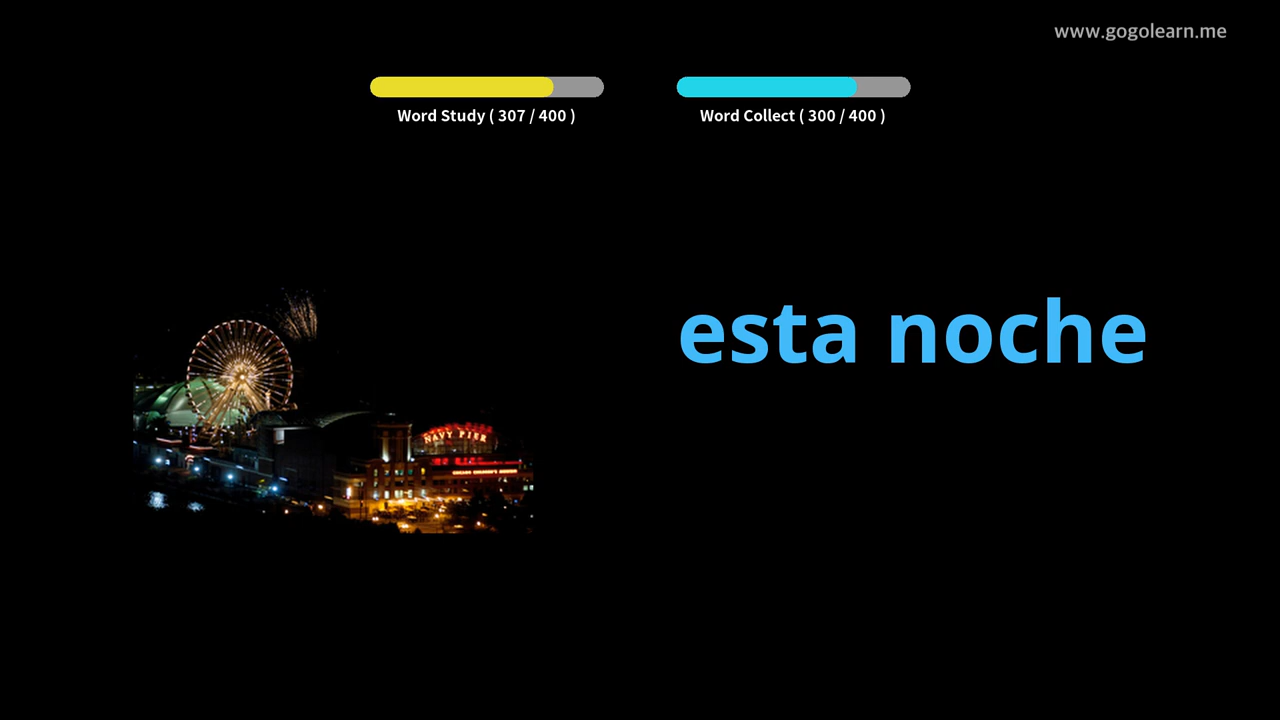 www.gogolearn.me
Word Study ( 307 / 400 )
Word Collect ( 300 / 400 )
esta noche
NAVY PIER